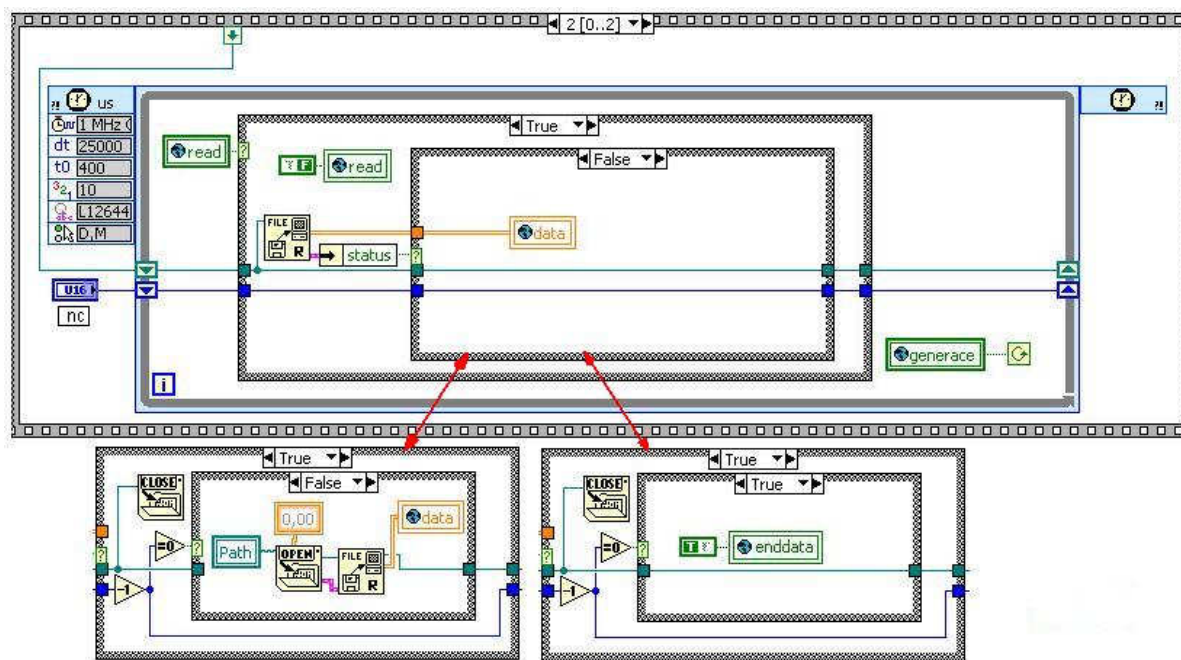 2 [0..2]
?! us
1 MHz
dt 25000
t0 400
321 10
L12644
D,M
read ?
True
F read
False
FILE R
data
status ?
U16
nc
i
generace
True
False
CLOSE
0,00
data
=0 ?
Path
OPEN
FILE R
?
-1
True
True
CLOSE
=0 ?
T enddata
?
-1